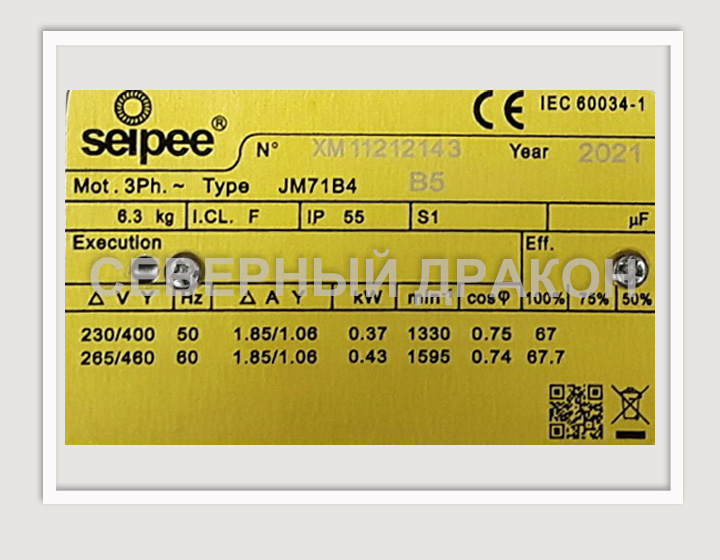 CE IEC 60034-1
seipee®
N° XM11212143 Year 2021
Mot. 3Ph. ~ Type JM71B4 B5
6.3 kg I.CL. F IP 55 S1 µF
Execution Eff.
СЕВЕРНЫЙ ДРАКОН
Δ V Y Hz Δ A Y kW min-1 cosφ 100% 75% 50%
230/400 50 1.85/1.06 0.37 1330 0.75 67
265/460 60 1.85/1.06 0.43 1595 0.74 67.7